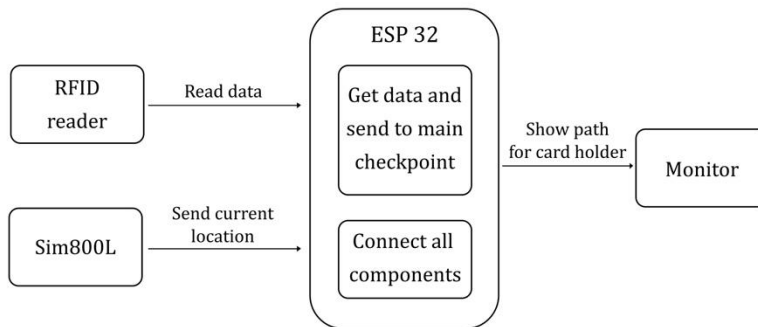 ESP 32
RFID
reader
Read data
Get data and
send to main
checkpoint
Show path
for card holder
Monitor
Sim800L
Send current
location
Connect all
components